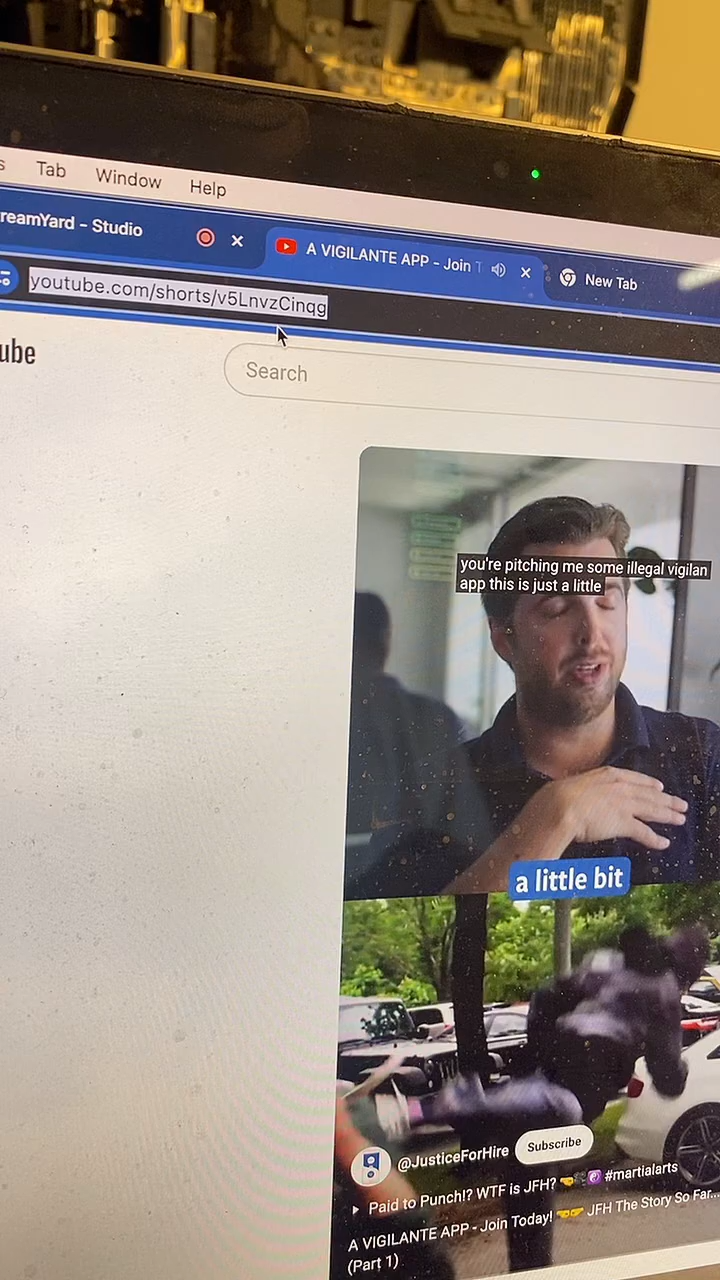 Tab Window Help
reamYard - Studio
A VIGILANTE APP - Join
New Tab
youtube.com/shorts/v5LnvzCinqg
ube
Search
you're pitching me some illegal vigilan
app this is just a little
a little bit
@JusticeForHire Subscribe
Paid to Punch!? WTF is JFH? 🤜🎥☯️ #martialarts
A VIGILANTE APP - Join Today! 🤜🤛 JFH The Story So Far...
(Part 1)